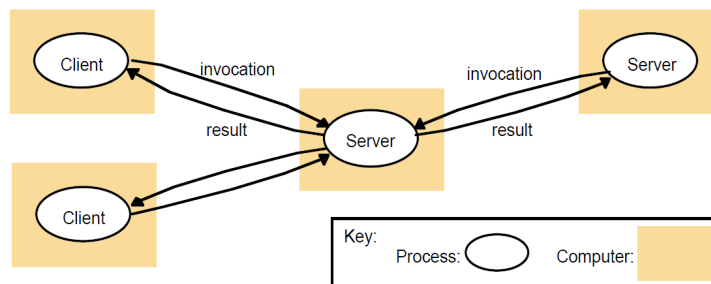 Client
invocation
result
Server
invocation
result
Server
Client
Key:
Process:
Computer: